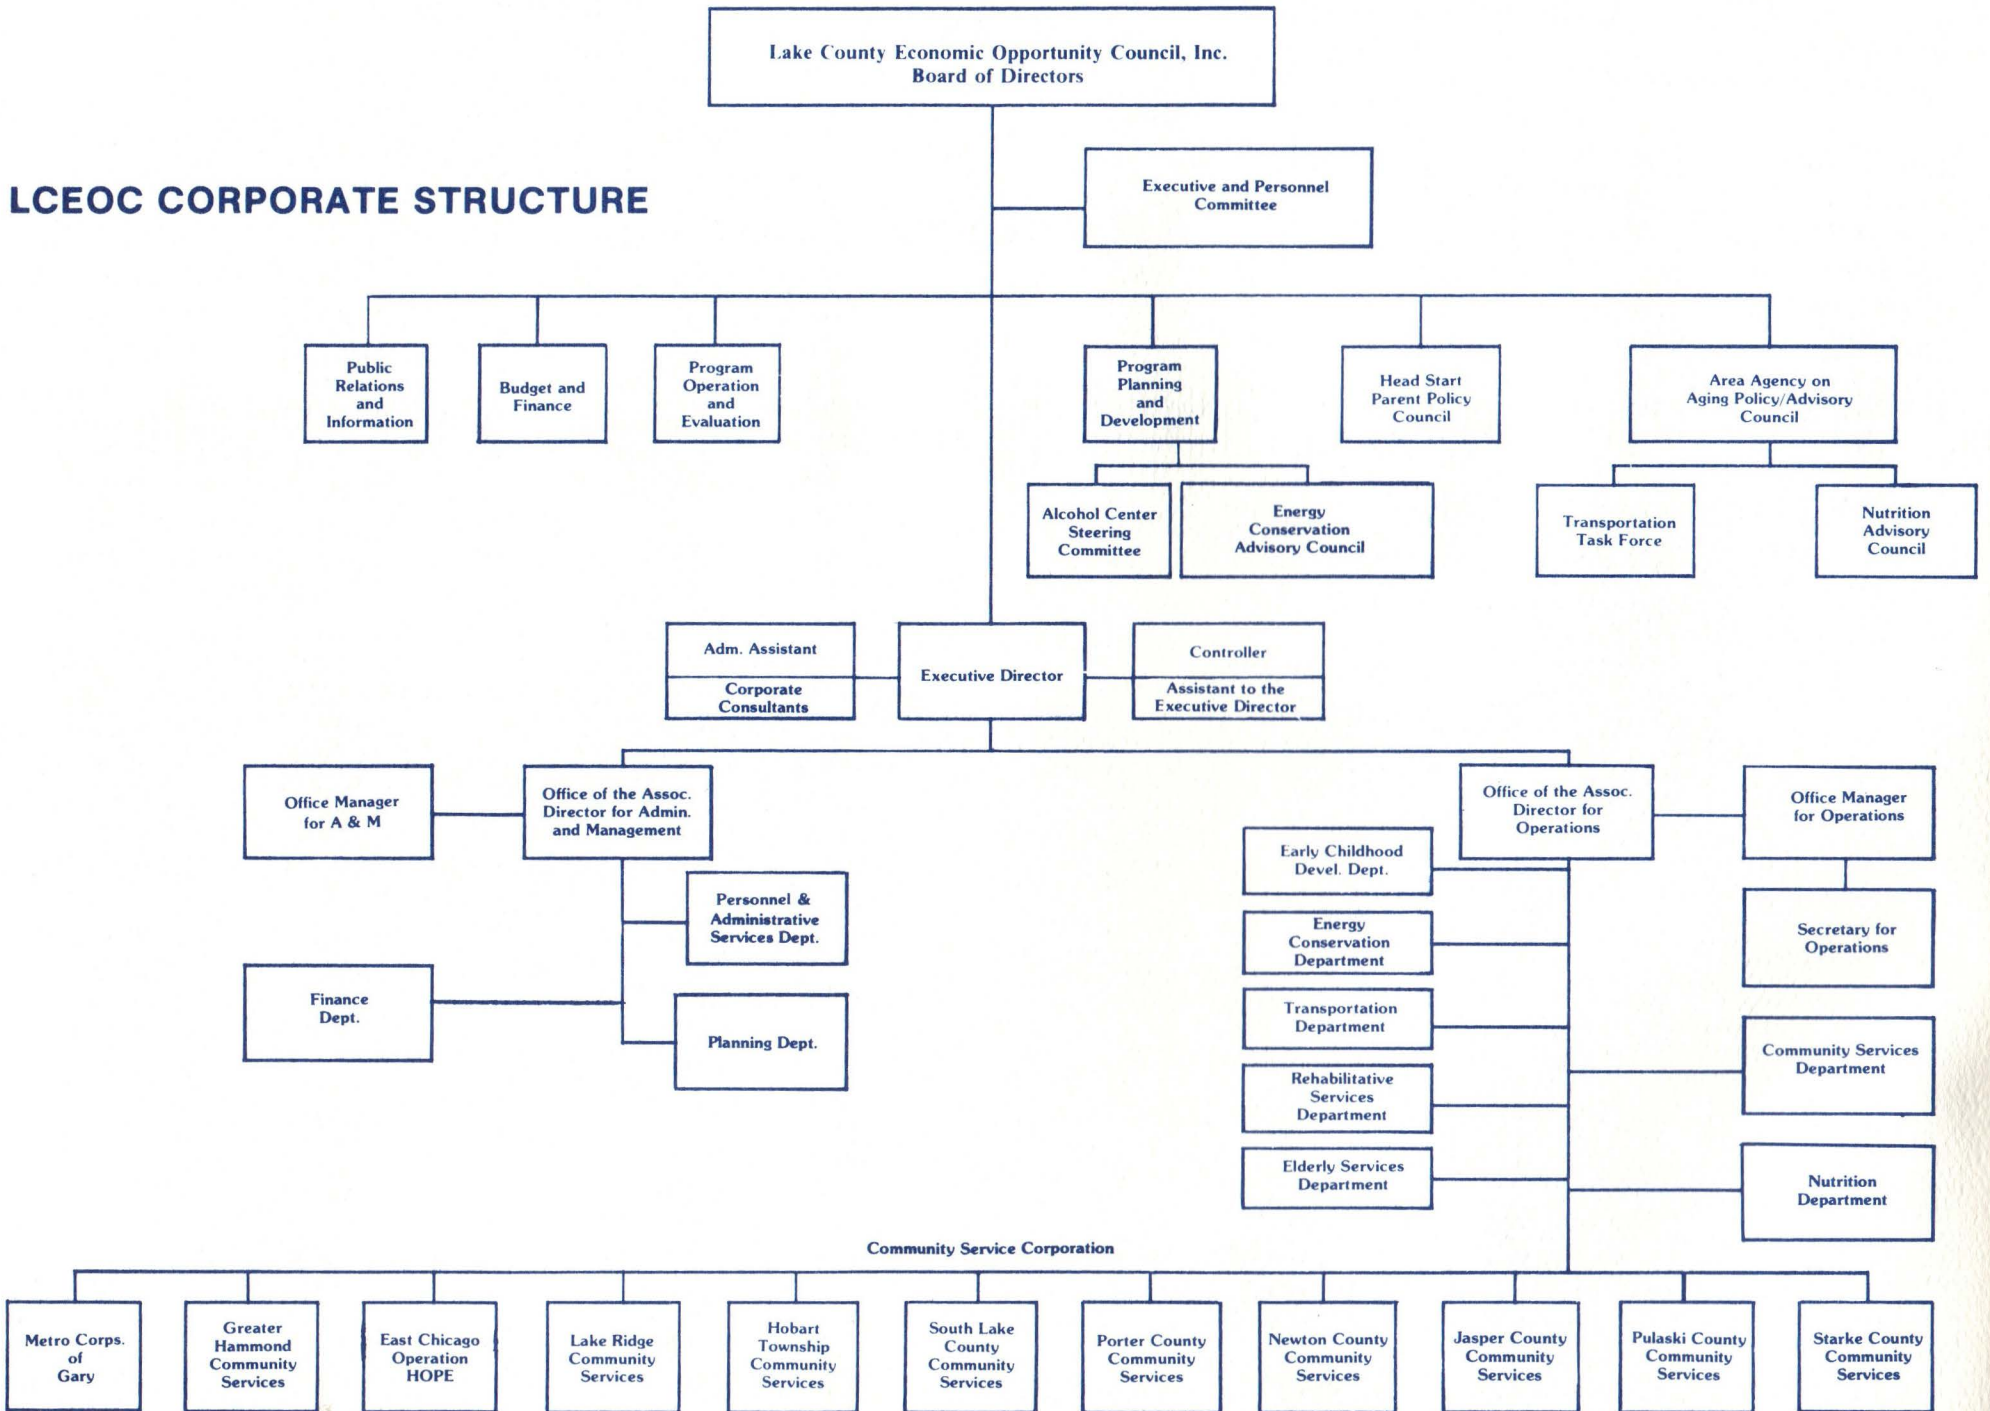 Lake County Economic Opportunity Council, Inc.
Board of Directors
LCEOC CORPORATE STRUCTURE
Executive and Personnel
Committee
Public
Relations
and
Information
Budget and
Finance
Program
Operation
and
Evaluation
Program
Planning
and
Development
Head Start
Parent Policy
Council
Area Agency on
Aging Policy/Advisory
Council
Alcohol Center
Steering
Committee
Energy
Conservation
Advisory Council
Transportation
Task Force
Nutrition
Advisory
Council
Adm. Assistant
Corporate
Consultants
Executive Director
Controller
Assistant to the
Executive Director
Office Manager
for A & M
Office of the Assoc.
Director for Admin.
and Management
Office of the Assoc.
Director for
Operations
Office Manager
for Operations
Personnel &
Administrative
Services Dept.
Finance
Dept.
Planning Dept.
Early Childhood
Devel. Dept.
Energy
Conservation
Department
Transportation
Department
Rehabilitative
Services
Department
Elderly Services
Department
Secretary for
Operations
Community Services
Department
Nutrition
Department
Community Service Corporation
Metro Corps.
of
Gary
Greater
Hammond
Community
Services
East Chicago
Operation
HOPE
Lake Ridge
Community
Services
Hobart
Township
Community
Services
South Lake
County
Community
Services
Porter County
Community
Services
Newton County
Community
Services
Jasper County
Community
Services
Pulaski County
Community
Services
Starke County
Community
Services